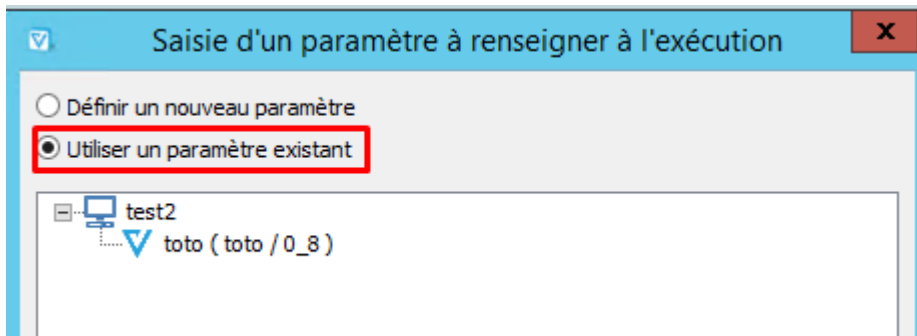 Saisie d'un paramètre à renseigner à l'exécution
Définir un nouveau paramètre
Utiliser un paramètre existant
test2
toto ( toto / 0_8 )